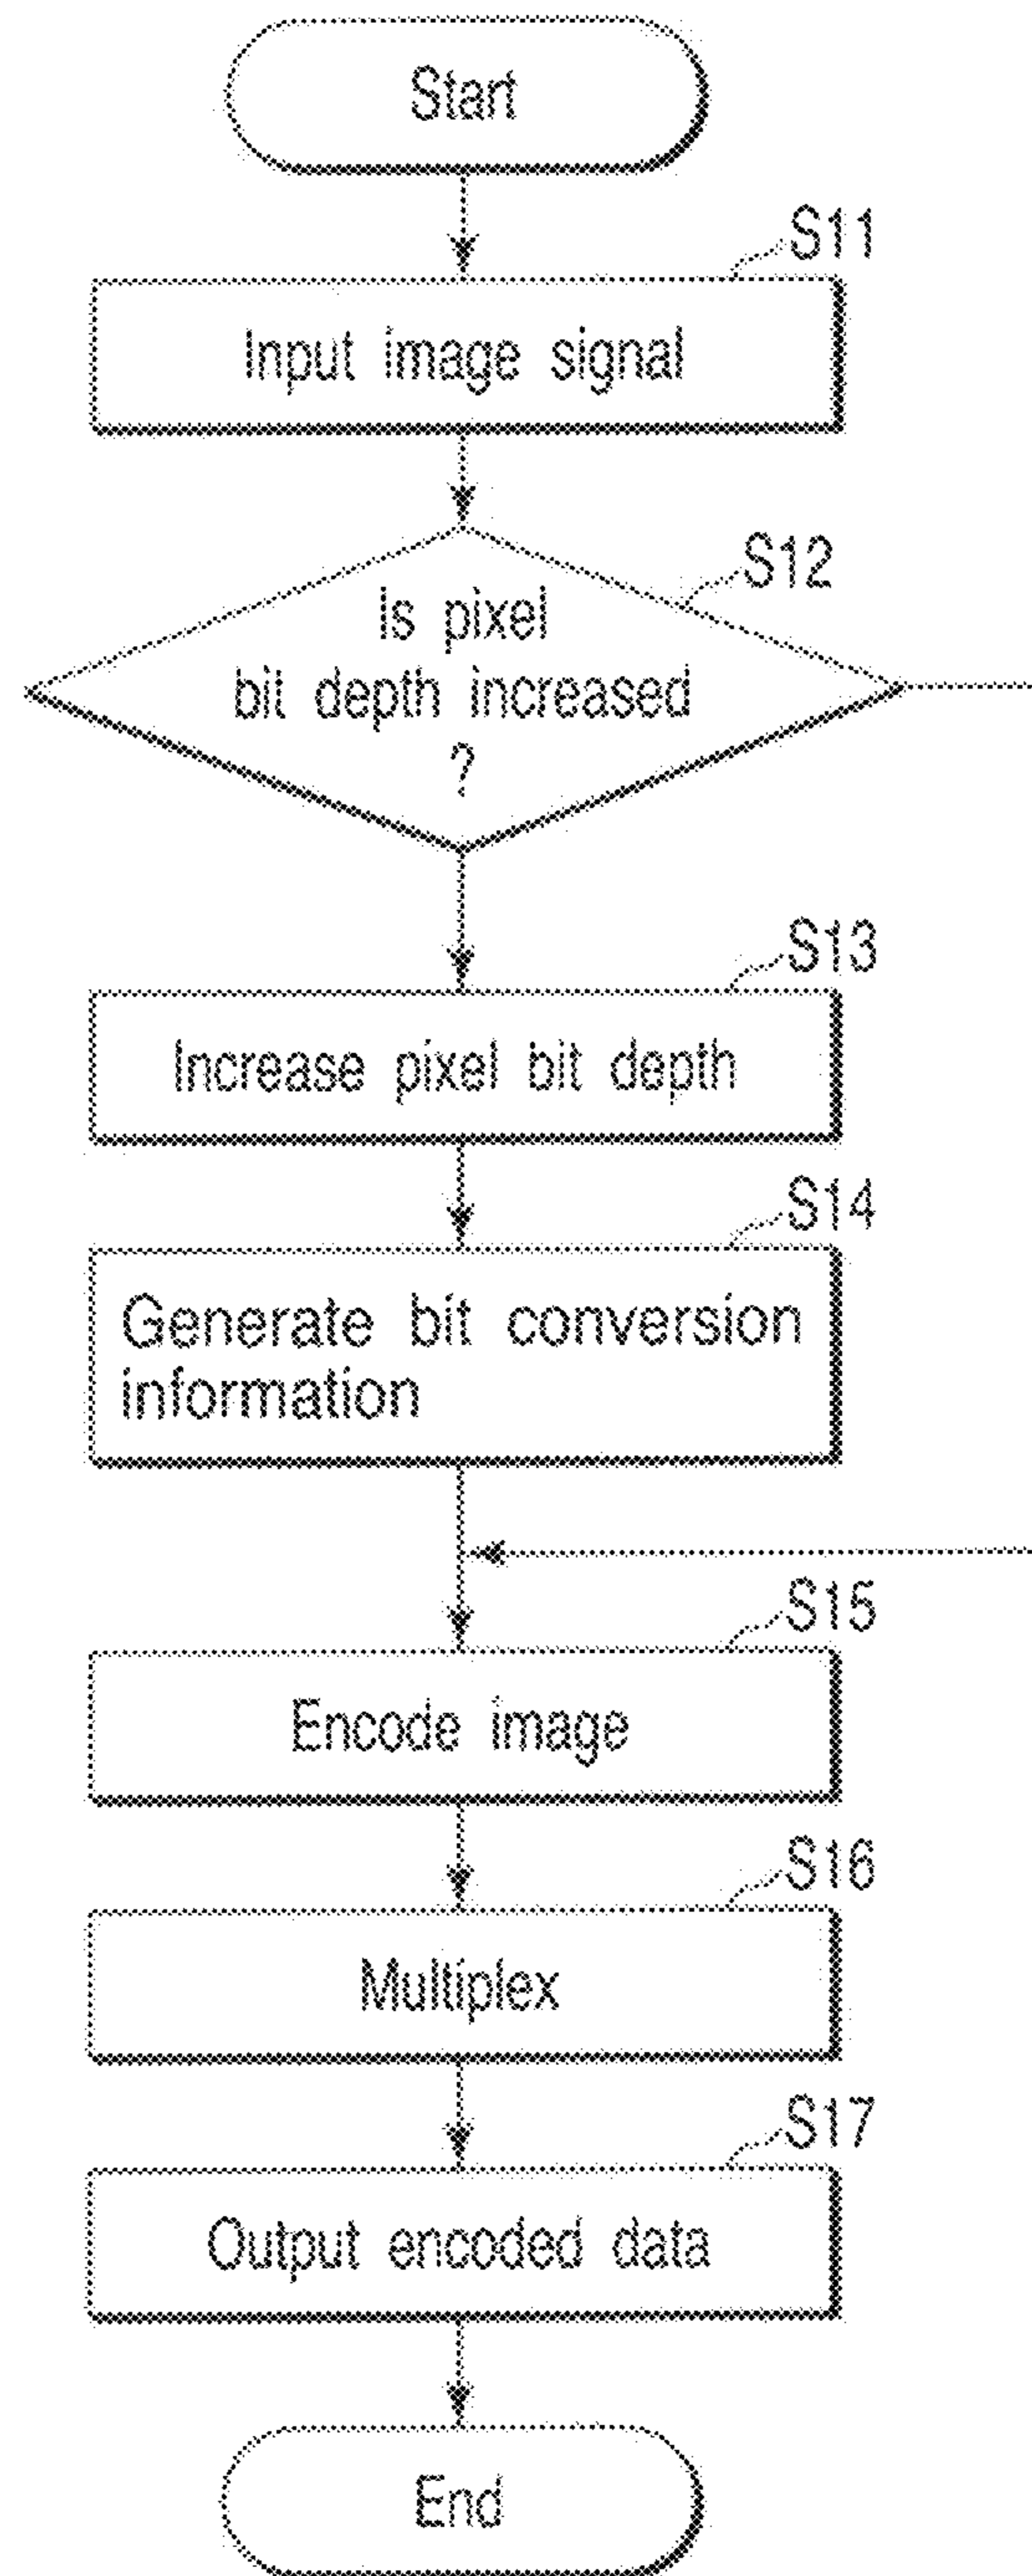 Start
S11
Input image signal
S12
Is pixel
bit depth increased
?
S13
Increase pixel bit depth
S14
Generate bit conversion
information
S15
Encode image
S16
Multiplex
S17
Output encoded data
End